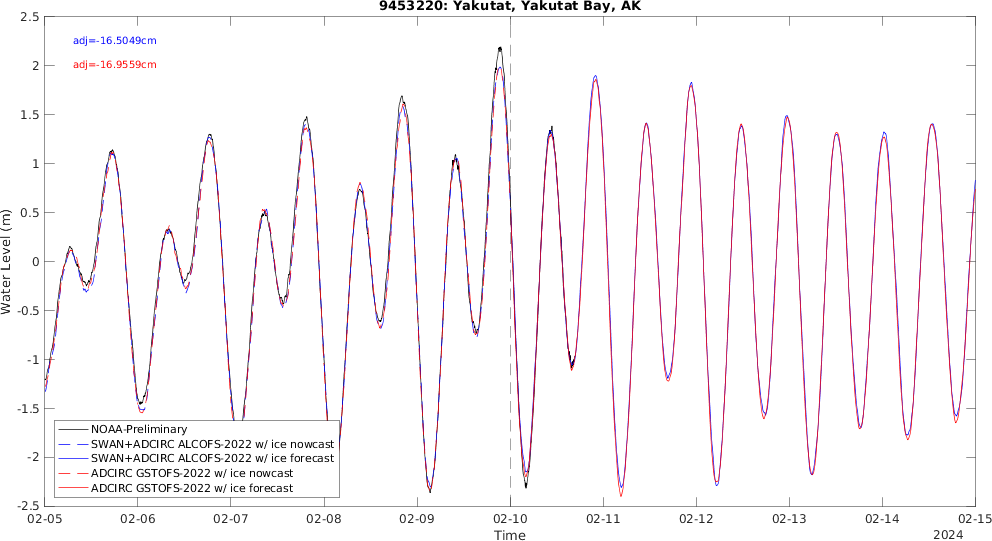 9453220: Yakutat, Yakutat Bay, AK
adj=-16.5049cm
adj=-16.9559cm
2.5
2
1.5
1
0.5
0
-0.5
-1
-1.5
-2
-2.5
Water Level (m)
NOAA-Preliminary
SWAN+ADCIRC ALCOFS-2022 w/ ice nowcast
SWAN+ADCIRC ALCOFS-2022 w/ ice forecast
ADCIRC GSTOFS-2022 w/ ice nowcast
ADCIRC GSTOFS-2022 w/ ice forecast
02-05 02-06 02-07 02-08 02-09 02-10 02-11 02-12 02-13 02-14 02-15
Time
2024